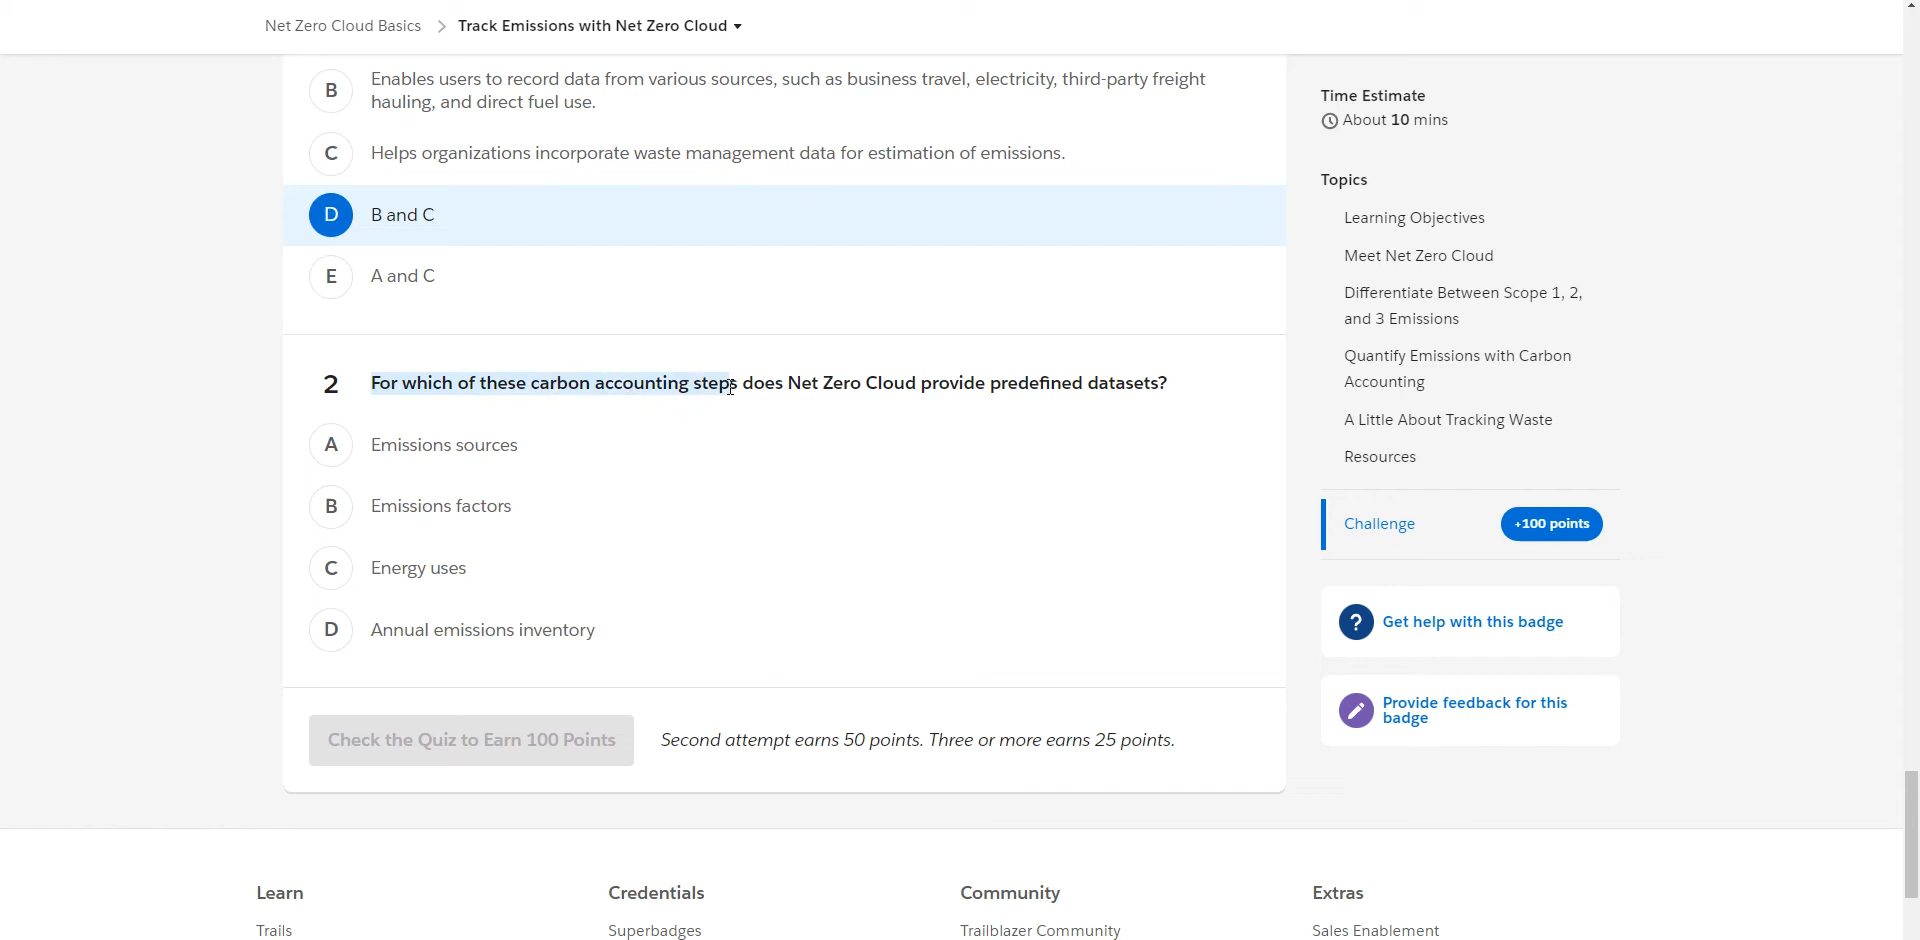 Net Zero Cloud Basics
Track Emissions with Net Zero Cloud
B
Enables users to record data from various sources, such as business travel, electricity, third-party freight
hauling, and direct fuel use.
C
Helps organizations incorporate waste management data for estimation of emissions.
D
B and C
E
A and C
2
For which of these carbon accounting steps does Net Zero Cloud provide predefined datasets?
A
Emissions sources
B
Emissions factors
C
Energy uses
D
Annual emissions inventory
Check the Quiz to Earn 100 Points
Second attempt earns 50 points. Three or more earns 25 points.
Time Estimate
About 10 mins
Topics
Learning Objectives
Meet Net Zero Cloud
Differentiate Between Scope 1, 2,
and 3 Emissions
Quantify Emissions with Carbon
Accounting
A Little About Tracking Waste
Resources
Challenge
+100 points
?
Get help with this badge
Provide feedback for this
badge
Learn
Credentials
Community
Extras
Trails
Superbadges
Trailblazer Community
Sales Enablement